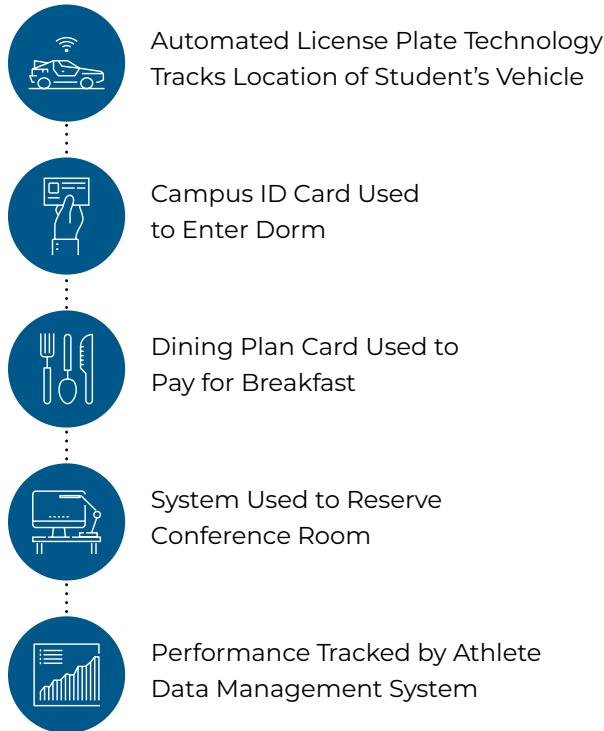 Automated License Plate Technology
Tracks Location of Student’s Vehicle
Campus ID Card Used
to Enter Dorm
Dining Plan Card Used to
Pay for Breakfast
System Used to Reserve
Conference Room
Performance Tracked by Athlete
Data Management System